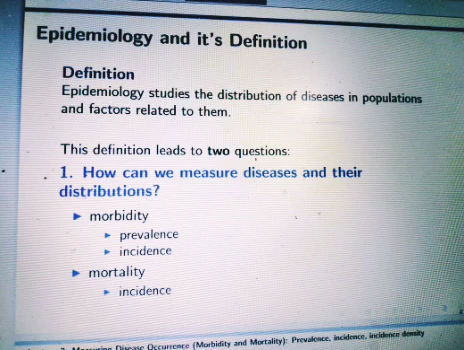 Epidemiology and it's Definition
Definition
Epidemiology studies the distribution of diseases in populations
and factors related to them.
This definition leads to two questions:
1. How can we measure diseases and their
distributions?
morbidity
prevalence
incidence
mortality
incidence
Measuring Disease Occurrence (Morbidity and Mortality): Prevalence, incidence, incidence density